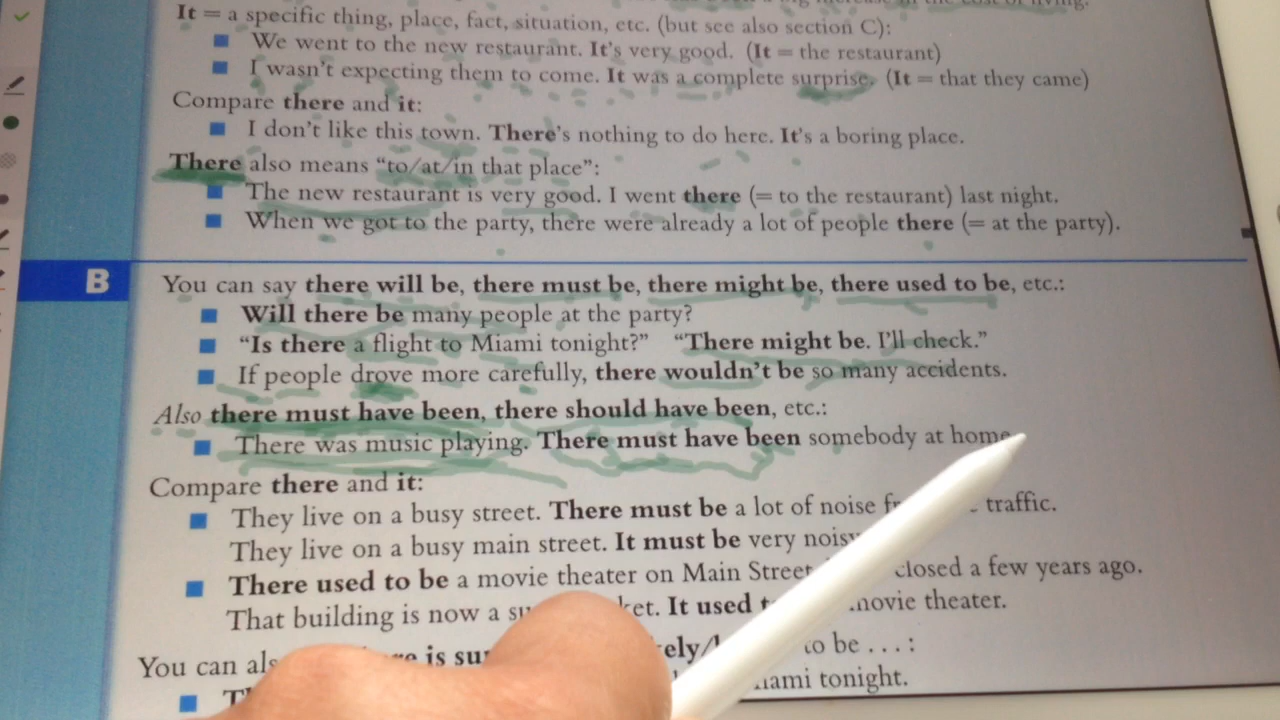 It = a specific thing, place, fact, situation, etc. (but see also section C):
We went to the new restaurant. It's very good. (It = the restaurant)
I wasn't expecting them to come. It was a complete surprise. (It = that they came)
Compare there and it:
I don't like this town. There's nothing to do here. It's a boring place.
There also means "to/at/in that place":
The new restaurant is very good. I went there (= to the restaurant) last night.
When we got to the party, there were already a lot of people there (= at the party).
B
You can say there will be, there must be, there might be, there used to be, etc.:
Will there be many people at the party?
"Is there a flight to Miami tonight?" "There might be. I'll check."
If people drove more carefully, there wouldn't be so many accidents.
Also there must have been, there should have been, etc.:
There was music playing. There must have been somebody at home
Compare there and it:
They live on a busy street. There must be a lot of noise traffic.
They live on a busy main street. It must be very noisy
There used to be a movie theater on Main Street closed a few years ago.
That building is now a It used movie theater.
You can is to be . . . :
tonight.